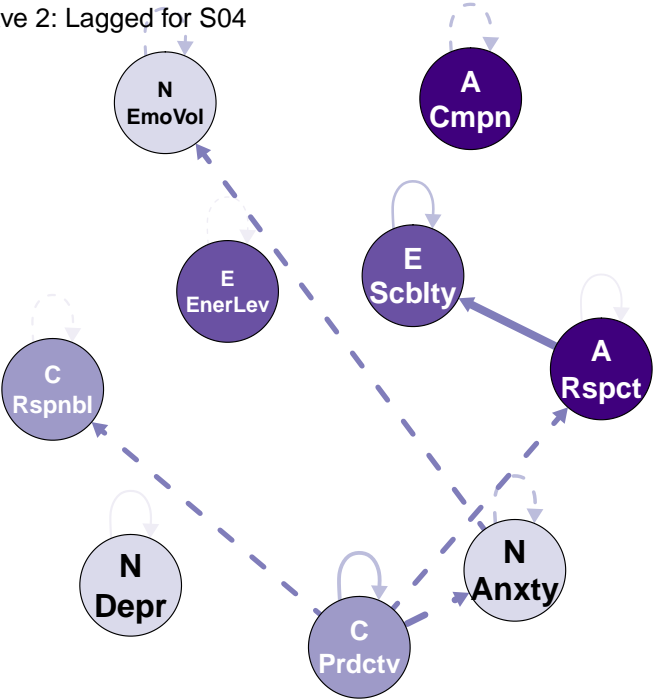 ve 2: Lagged for S04
N
EmoVol
A
Cmpn
E
EnerLev
E
Scblty
A
Rspct
C
Rspnbl
N
Depr
N
Anxty
C
Prdctv